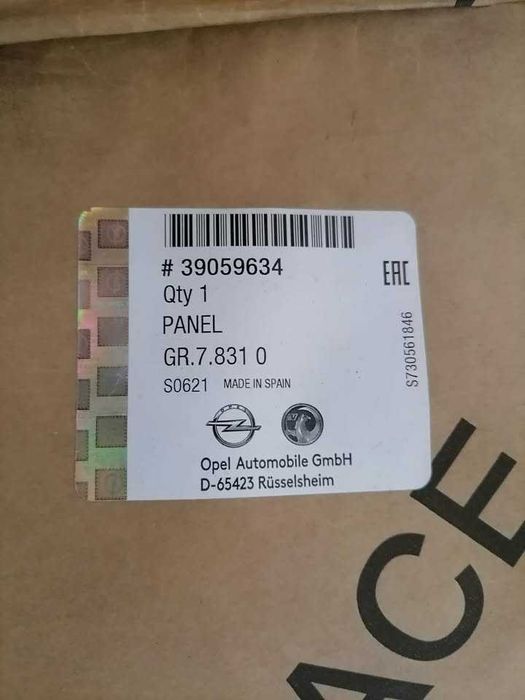 # 39059634
Qty 1
PANEL
GR.7.831 0
S0621 MADE IN SPAIN
EAC
S730561846
Opel Automobile GmbH
D-65423 Rüsselsheim
ACE